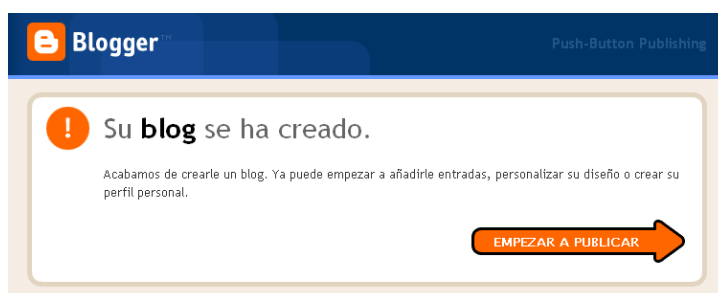 Blogger™
Push-Button Publishing
! Su blog se ha creado.
Acabamos de crearle un blog. Ya puede empezar a añadirle entradas, personalizar su diseño o crear su
perfil personal.
EMPEZAR A PUBLICAR